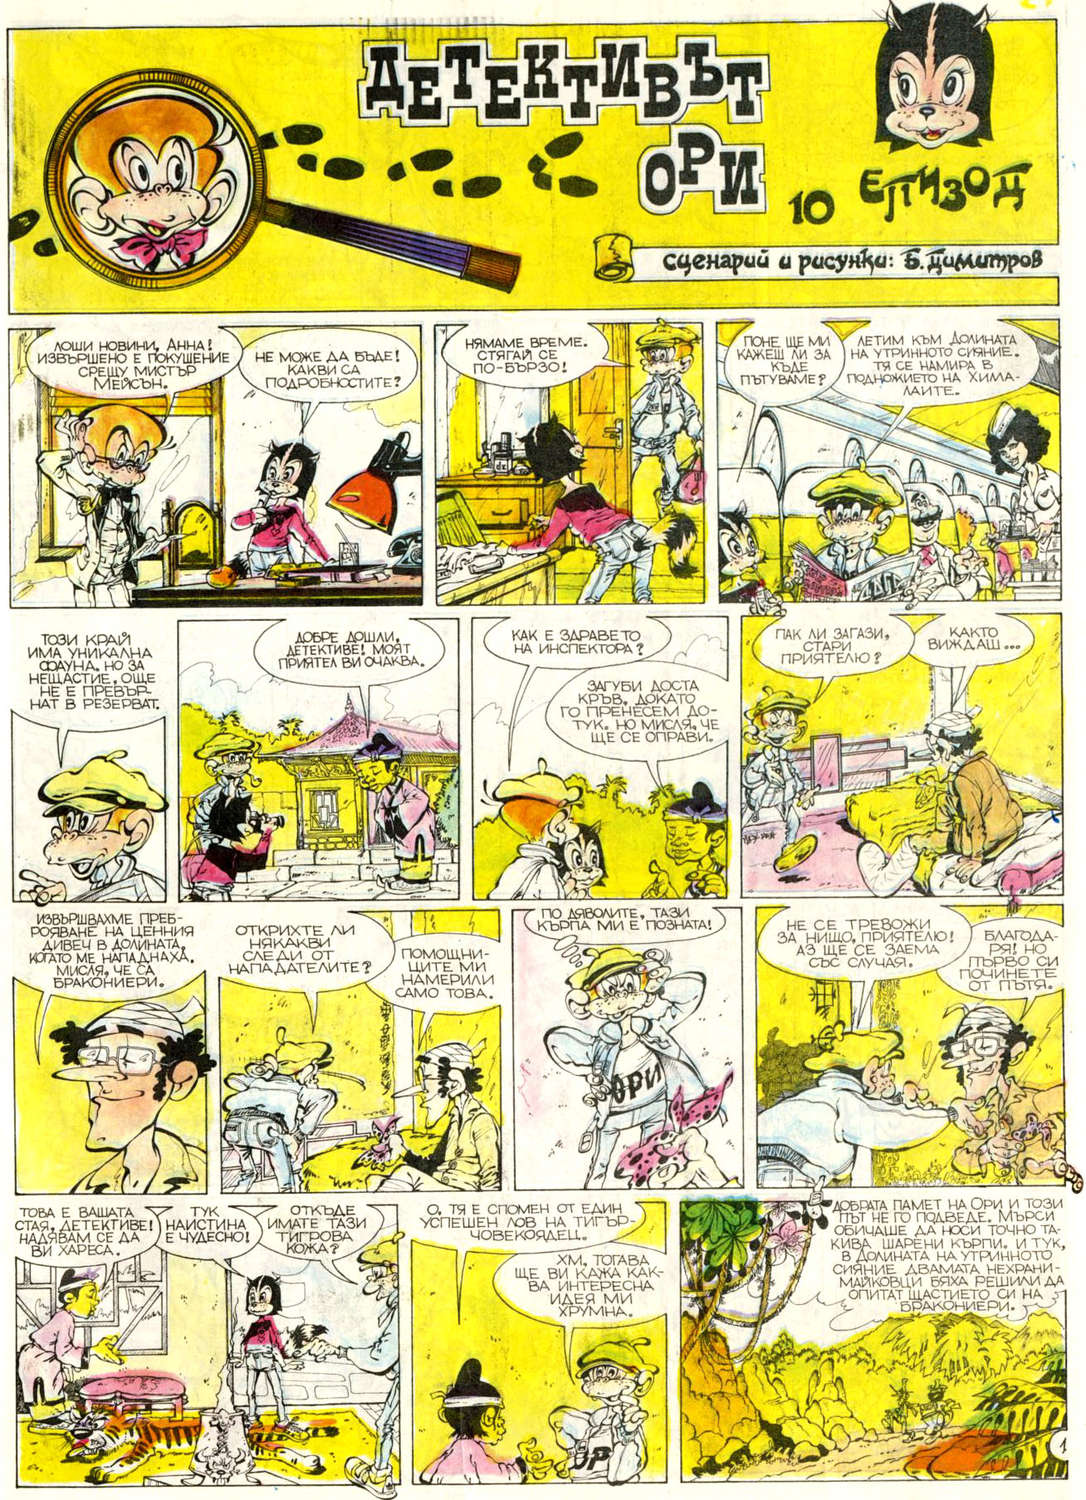 ДЕТЕКТИВЪТ
ОРИ
10 ЕПИЗОД
сценарий и рисунки: Б. Димитров
ЛОШИ НОВИНИ, АННА!
ИЗВЪРШЕНО Е ПОКУШЕНИЕ
СРЕЩУ МИСТЪР
МЕЙСЪН.
НЕ МОЖЕ ДА БЪДЕ!
КАКВИ СА
ПОДРОБНОСТИТЕ?
НЯМАМЕ ВРЕМЕ.
СТЯГАЙ СЕ
ПО-БЪРЗО!
ПОНЕ ЩЕ МИ
КАЖЕШ ЛИ ЗА
КЪДЕ
ПЪТУВАМЕ?
ЛЕТИМ КЪМ ДОЛИНАТА
НА УТРИННОТО СИЯНИЕ.
ТЯ СЕ НАМИРА В
ПОДНОЖИЕТО НА ХИМА-
ЛАИТЕ.
ТОЗИ КРАЙ
ИМА УНИКАЛНА
ФАУНА. НО ЗА
НЕЩАСТИЕ, ОЩЕ
НЕ Е ПРЕВЪР-
НАТ В РЕЗЕРВАТ.
ДОБРЕ ДОШЛИ,
ДЕТЕКТИВЕ! МОЯТ
ПРИЯТЕЛ ВИ ОЧАКВА.
КАК Е ЗДРАВЕТО
НА ИНСПЕКТОРА?
ЗАГУБИ ДОСТА
КРЪВ, ДОКАТО
ГО ПРЕНЕСЕМ ДО-
ТУК. НО МИСЛЯ, ЧЕ
ЩЕ СЕ ОПРАВИ.
ПАК ЛИ ЗАГАЗИ,
СТАРИ
ПРИЯТЕЛЮ?
КАКТО
ВИЖДАШ...
ИЗВЪРШВАХМЕ ПРЕБ-
РОЯВАНЕ НА ЦЕННИЯ
ДИВЕЧ В ДОЛИНАТА,
КОГАТО МЕ НАПАДНАХА.
МИСЛЯ, ЧЕ СА
БРАКОНИЕРИ.
ОТКРИХТЕ ЛИ
НЯКАКВИ
СЛЕДИ ОТ
НАПАДАТЕЛИТЕ?
ПОМОЩНИ-
ЦИТЕ МИ
НАМЕРИЛИ
САМО ТОВА.
ПО ДЯВОЛИТЕ, ТАЗИ
КЪРПА МИ Е ПОЗНАТА!
ОРИ
НЕ СЕ ТРЕВОЖИ
ЗА НИЩО, ПРИЯТЕЛЮ!
АЗ ЩЕ СЕ ЗАЕМА
СЪС СЛУЧАЯ.
БЛАГОДА-
РЯ! НО
ПЪРВО СИ
ПОЧИНЕТЕ
ОТ ПЪТЯ.
ТОВА Е ВАШАТА
СТАЯ, ДЕТЕКТИВЕ!
НАДЯВАМ СЕ ДА
ВИ ХАРЕСА.
ТУК
НАИСТИНА
Е ЧУДЕСНО!
ОТКЪДЕ
ИМАТЕ ТАЗИ
ТИГРОВА
КОЖА?
О, ТЯ Е СПОМЕН ОТ ЕДИН
УСПЕШЕН ЛОВ НА ТИГЪР-
ЧОВЕКОЯДЕЦ.
ХМ, ТОГАВА
ЩЕ ВИ КАЖА КАК-
ВА ИНТЕРЕСНА
ИДЕЯ МИ
ХРУМНА.
ОР
ДОБРАТА ПАМЕТ НА ОРИ И ТОЗИ
ПЪТ НЕ ГО ПОДВЕДЕ. МЪРСИ
ОБИЧАШЕ ДА НОСИ ТОЧНО ТА-
КИВА ШАРЕНИ КЪРПИ. И ТУК,
В ДОЛИНАТА НА УТРИННОТО
СИЯНИЕ ДВАМАТА НЕХРАНИ-
МАЙКОВЦИ БЯХА РЕШИЛИ ДА
ОПИТАТ ЩАСТИЕТО СИ НА
БРАКОНИЕРИ.
1